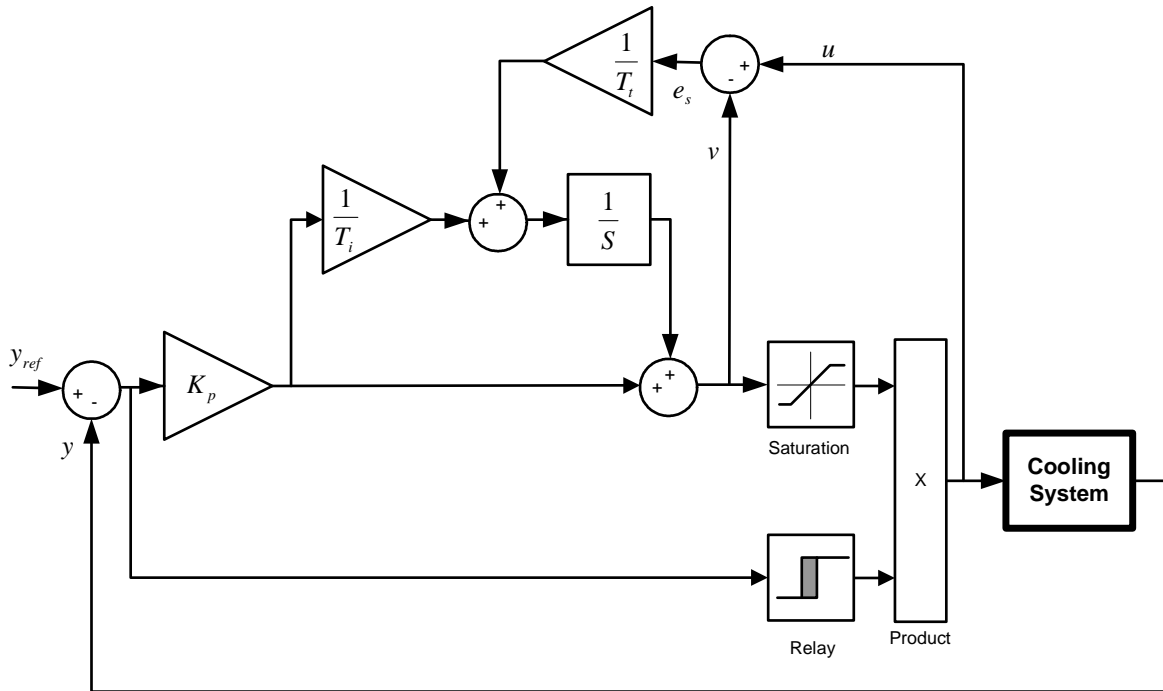 1
T_t
+
-
u
e_s
v
1
T_i
+
+
1
S
y_ref
+
-
y
K_p
+
+
Saturation
X
Cooling
System
Relay
Product